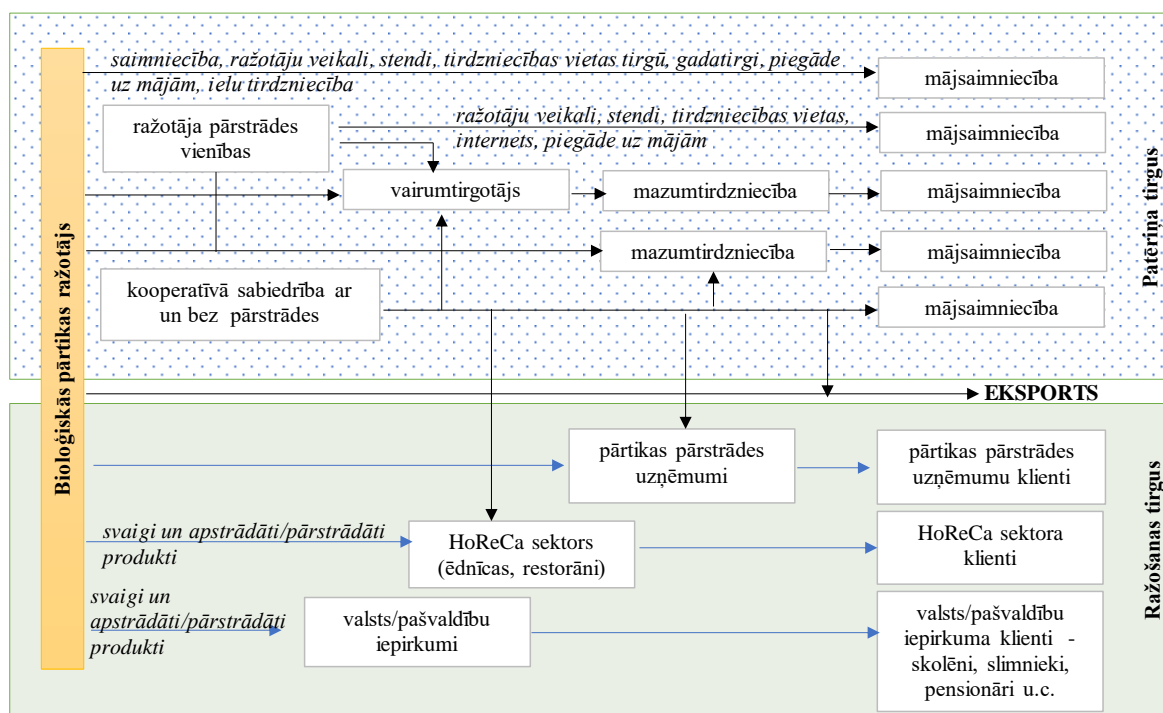 Bioloģiskās pārtikas ražotājs
saimniecība, ražotāju veikali, stendi, tirdzniecības vietas tirgū, gadatirgi, piegāde
uz mājām, ielu tirdzniecība
mājsaimniecība
ražotāja pārstrādes
vienības
ražotāju veikali, stendi, tirdzniecības vietas,
internets, piegāde uz mājām
mājsaimniecība
vairumtirgotājs
mazumtirdzniecība
mājsaimniecība
mazumtirdzniecība
mājsaimniecība
kooperatīvā sabiedrība ar
un bez pārstrādes
mājsaimniecība
Patēriņa tirgus
EKSPORTS
pārtikas pārstrādes
uzņēmumi
pārtikas pārstrādes
uzņēmumu klienti
svaigi un apstrādāti/pārstrādāti
produkti
HoReCa sektors
(ēdnīcas, restorāni)
HoReCa sektora
klienti
svaigi un
apstrādāti/pārstrādāti
produkti
valsts/pašvaldību
iepirkumi
valsts/pašvaldību
iepirkuma klienti -
skolēni, slimnieki,
pensionāri u.c.
Ražošanas tirgus